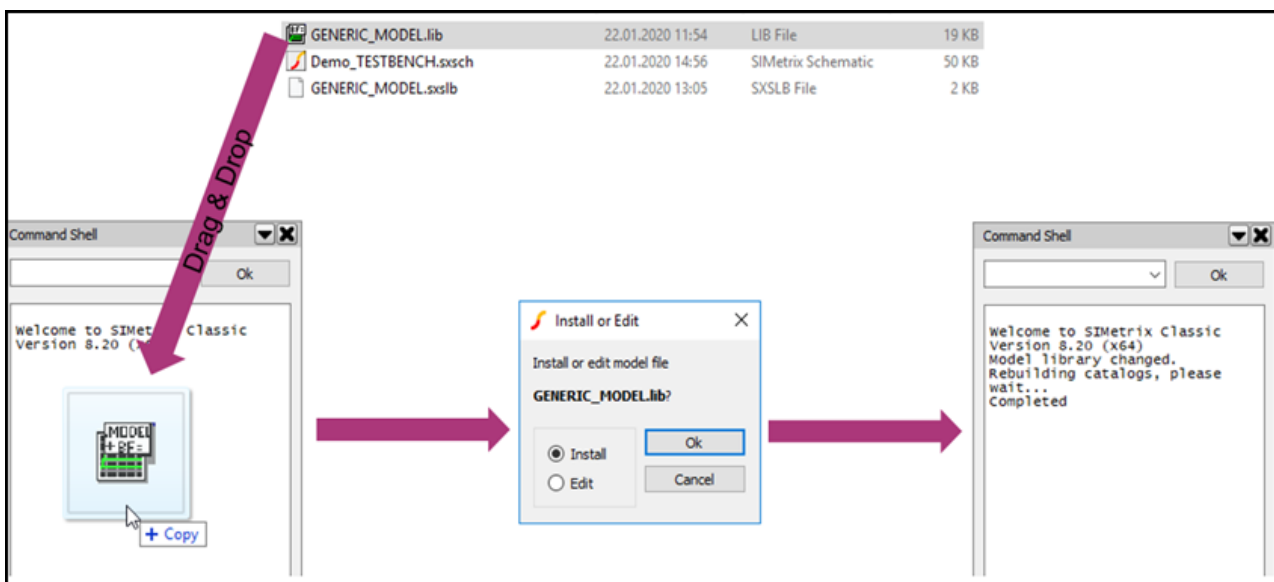 GENERIC_MODEL.lib 22.01.2020 11:54 LIB File 19 KB
Demo_TESTBENCH.sxsch 22.01.2020 14:56 SIMetrix Schematic 50 KB
GENERIC_MODEL.sxslb 22.01.2020 13:05 SXSLB File 2 KB
Drag & Drop
Command Shell
Ok
Welcome to Classic
Version 8.20
MODEL
+ Copy
Install or Edit
Install or edit model file
GENERIC_MODEL.lib?
Install
Edit
Ok
Cancel
Command Shell
Ok
Welcome to SIMetrix Classic
Version 8.20 (x64)
Model library changed.
Rebuilding catalogs, please
wait...
Completed